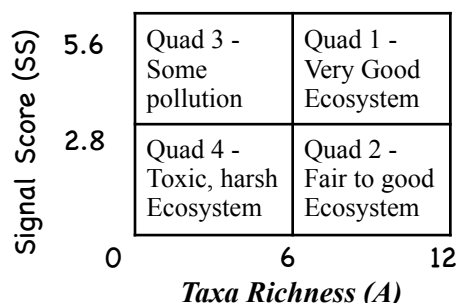 Signal Score (SS)
5.6
Quad 3 -
Some
pollution
Quad 1 -
Very Good
Ecosystem
2.8
Quad 4 -
Toxic, harsh
Ecosystem
Quad 2 -
Fair to good
Ecosystem
0
6
12
Taxa Richness (A)